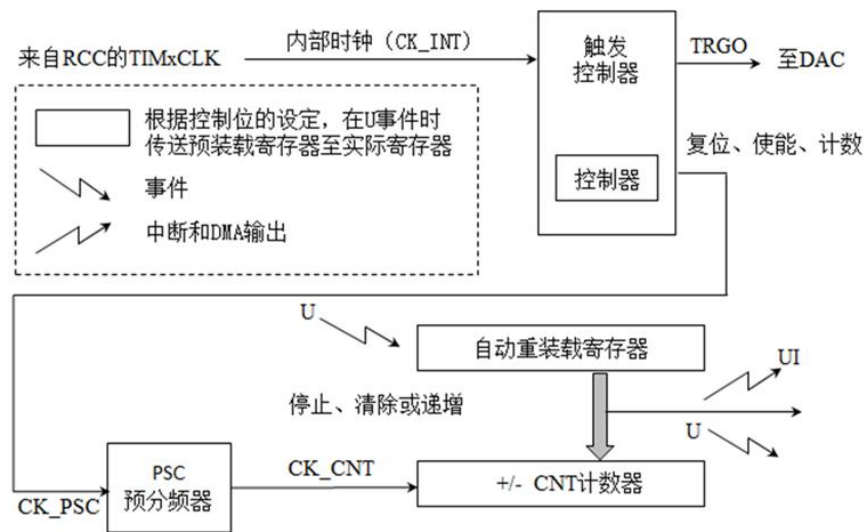 来自RCC的TIMxCLK
内部时钟（CK_INT）
触发
控制器
TRGO
至DAC
根据控制位的设定，在U事件时
传送预装载寄存器至实际寄存器
事件
中断和DMA输出
控制器
复位、使能、计数
U
自动重装载寄存器
UI
停止、清除或递增
U
PSC
预分频器
CK_PSC
CK_CNT
+/- CNT计数器